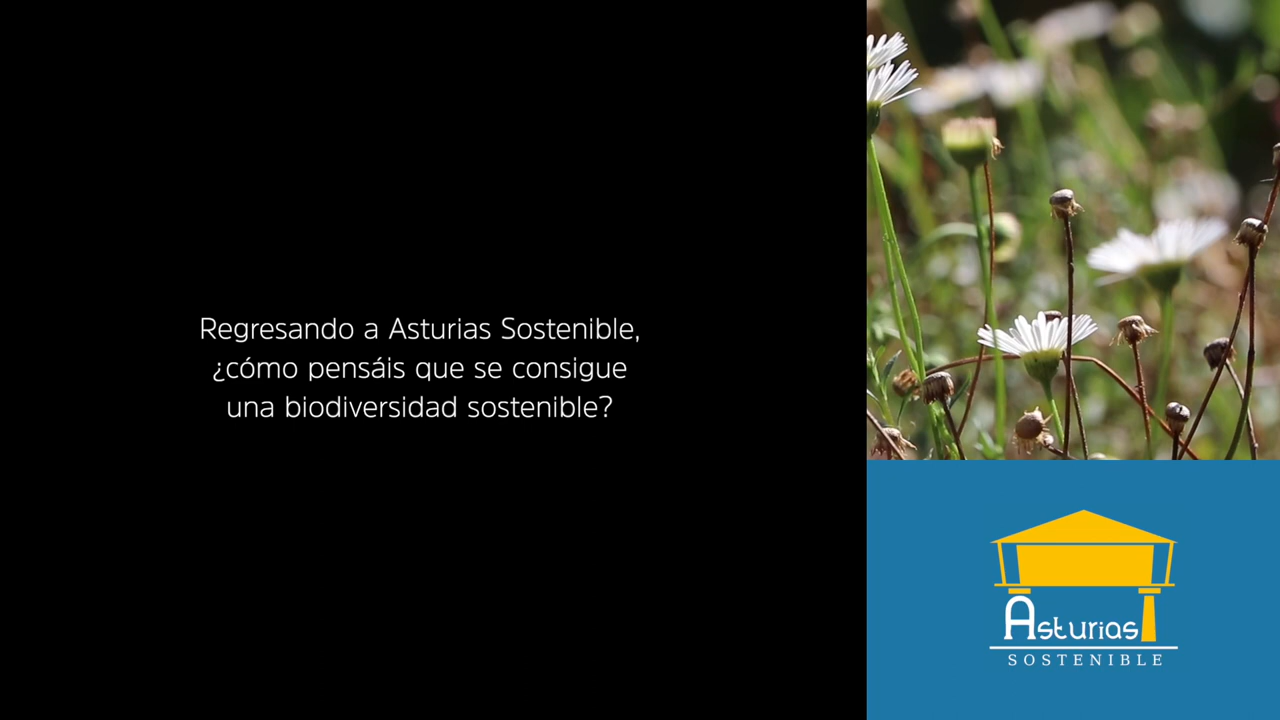 Regresando a Asturias Sostenible,
¿cómo pensáis que se consigue
una biodiversidad sostenible?
Asturias
SOSTENIBLE